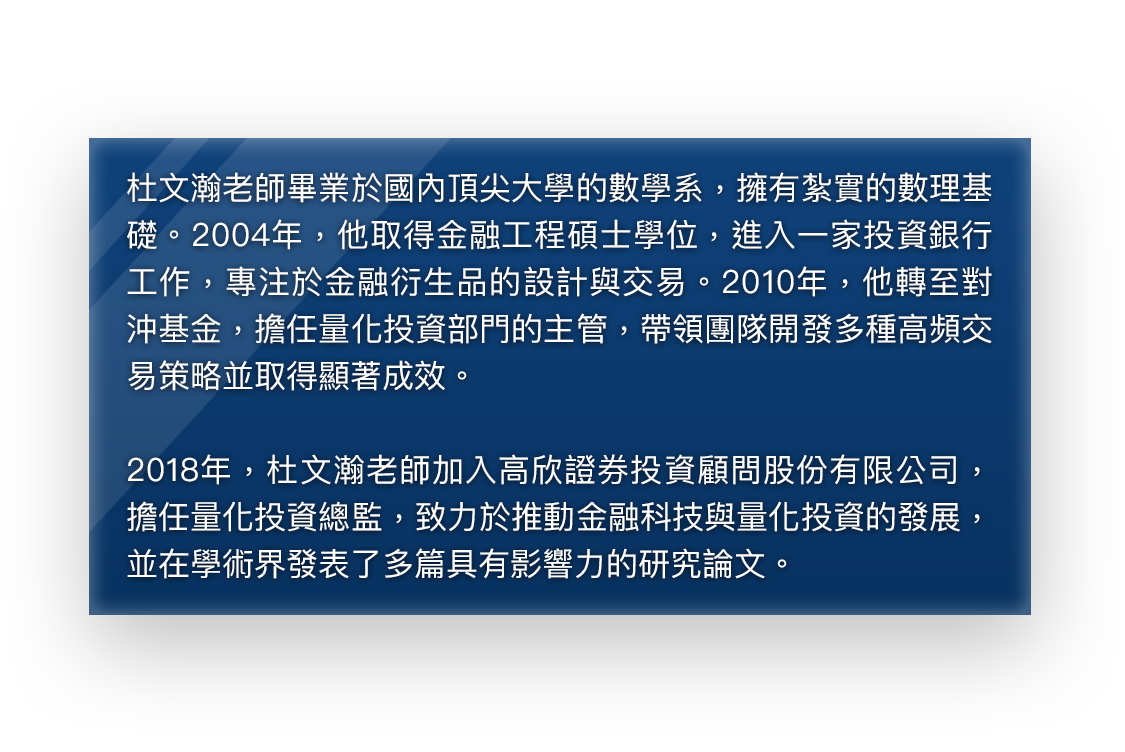 杜文瀚老師畢業於國內頂尖大學的數學系，擁有紮實的數理基
礎。2004年，他取得金融工程碩士學位，進入一家投資銀行
工作，專注於金融衍生品的設計與交易。2010年，他轉至對
沖基金，擔任量化投資部門的主管，帶領團隊開發多種高頻交
易策略並取得顯著成效。
2018年，杜文瀚老師加入高欣證券投資顧問股份有限公司，
擔任量化投資總監，致力於推動金融科技與量化投資的發展，
並在學術界發表了多篇具有影響力的研究論文。